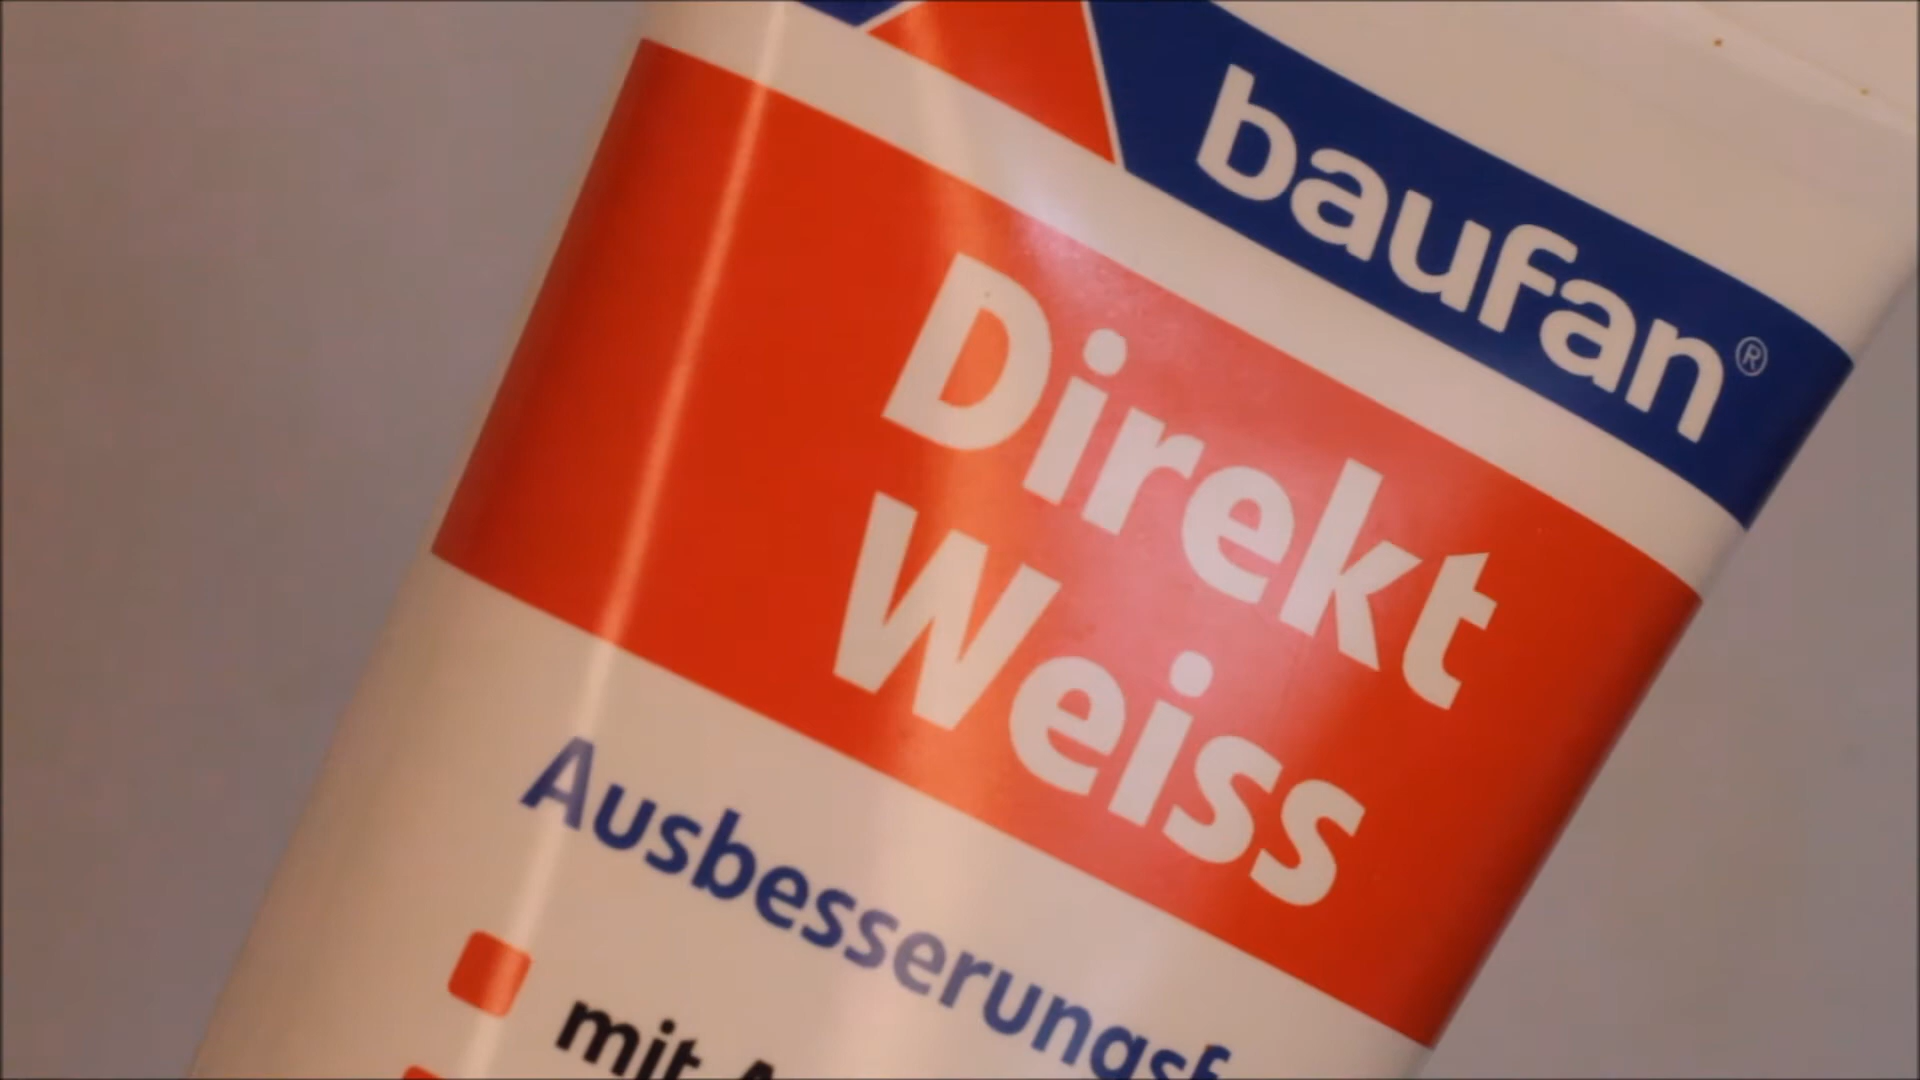 baufan®
Direkt
Weiss
Ausbesserungsf
mit